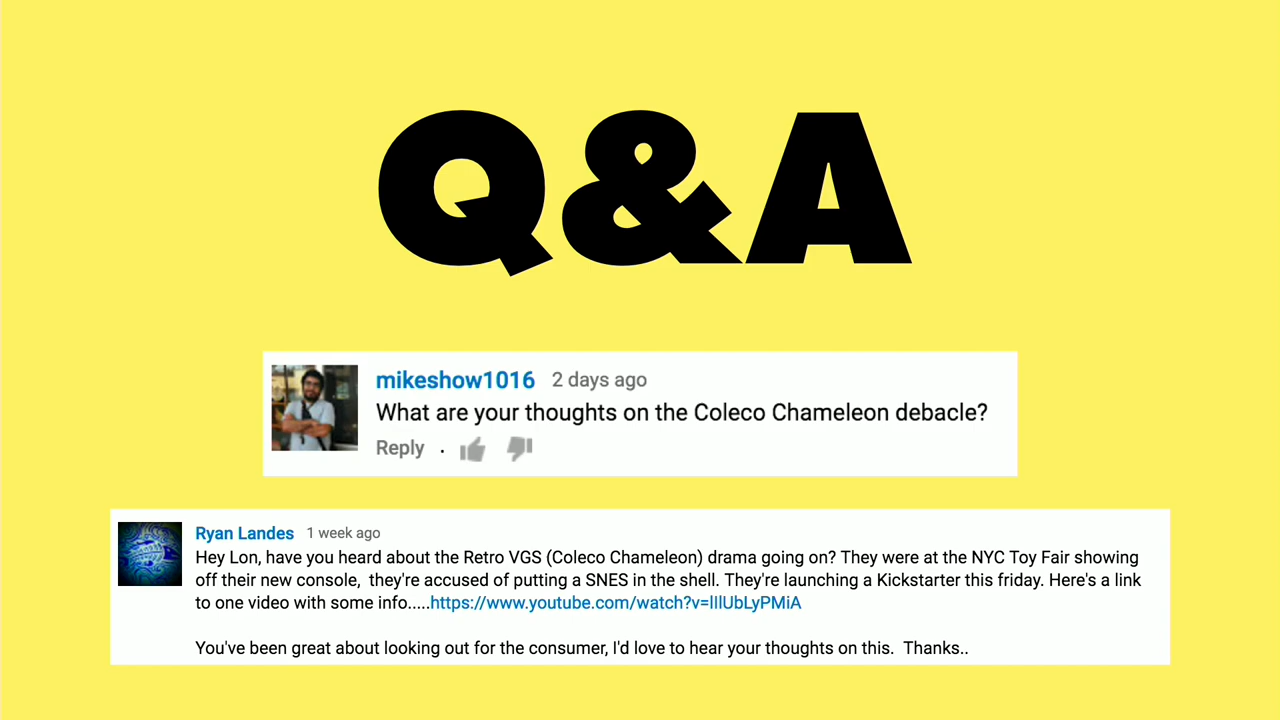 Q&A
mikeshow1016 2 days ago
What are your thoughts on the Coleco Chameleon debacle?
Reply .
Ryan Landes 1 week ago
Hey Lon, have you heard about the Retro VGS (Coleco Chameleon) drama going on? They were at the NYC Toy Fair showing
off their new console, they're accused of putting a SNES in the shell. They're launching a Kickstarter this friday. Here's a link
to one video with some info.....https://www.youtube.com/watch?v=IIlUbLyPMiA
You've been great about looking out for the consumer, I'd love to hear your thoughts on this. Thanks..